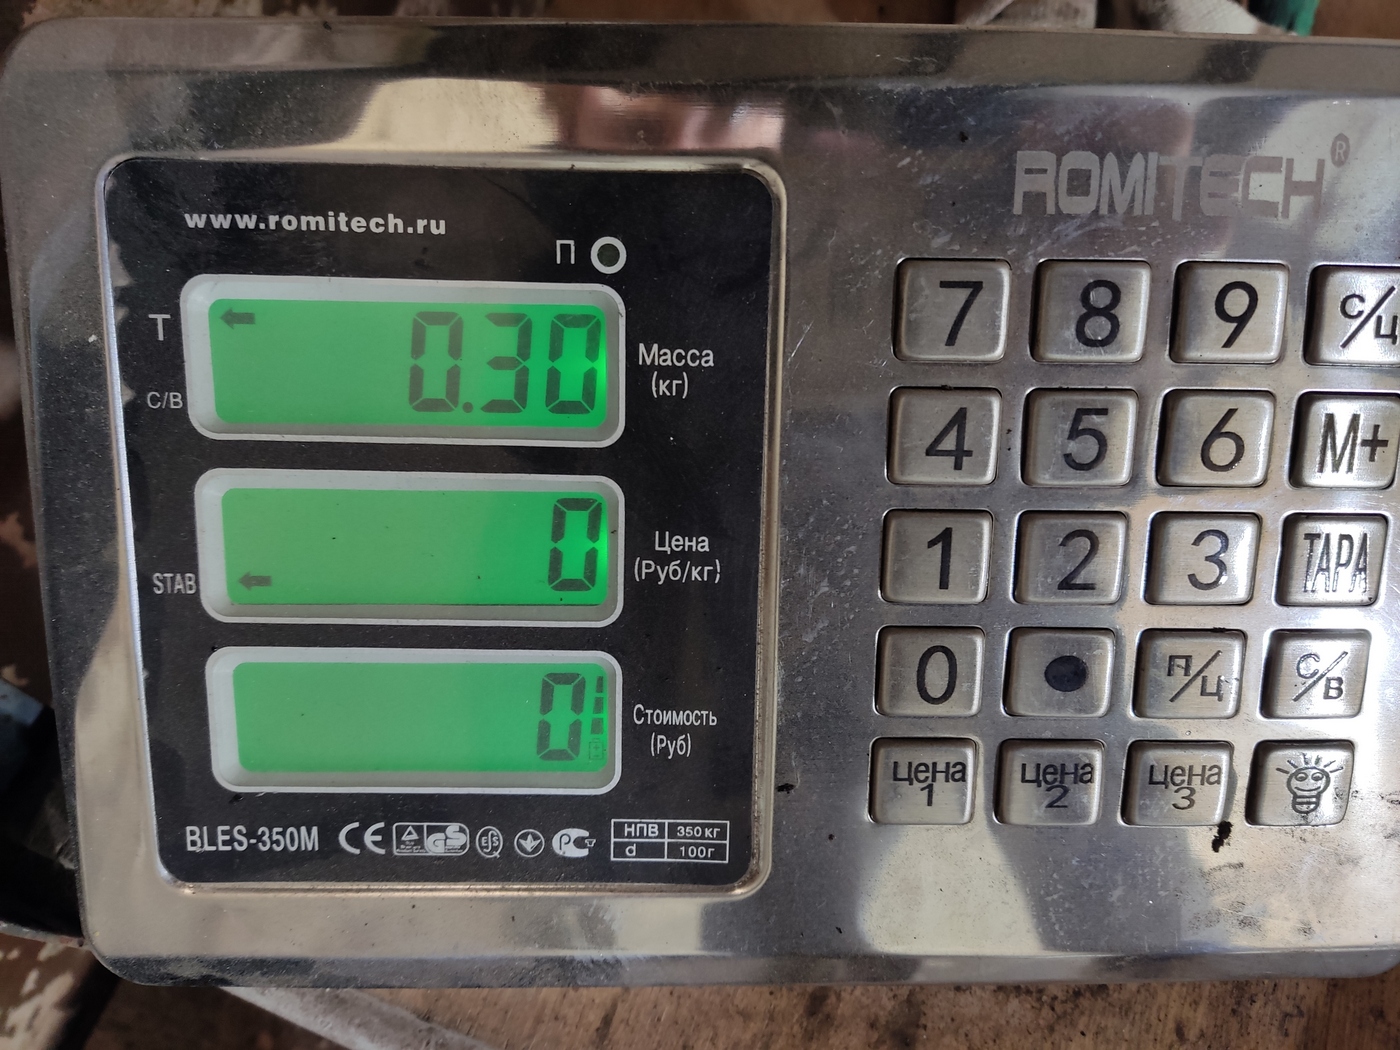 www.romitech.ru
П
T
0.30
Масса
(кг)
C/B
0
Цена
(Руб/кг)
STAB
0
Стоимость
(Руб)
BLES-350M CE GS НПВ 350 кг
d 100г
ROMITECH®
7 8 9 С/Ц
4 5 6 M+
1 2 3 ТАРА
0 • П/Ц С/В
цена 1 цена 2 цена 3